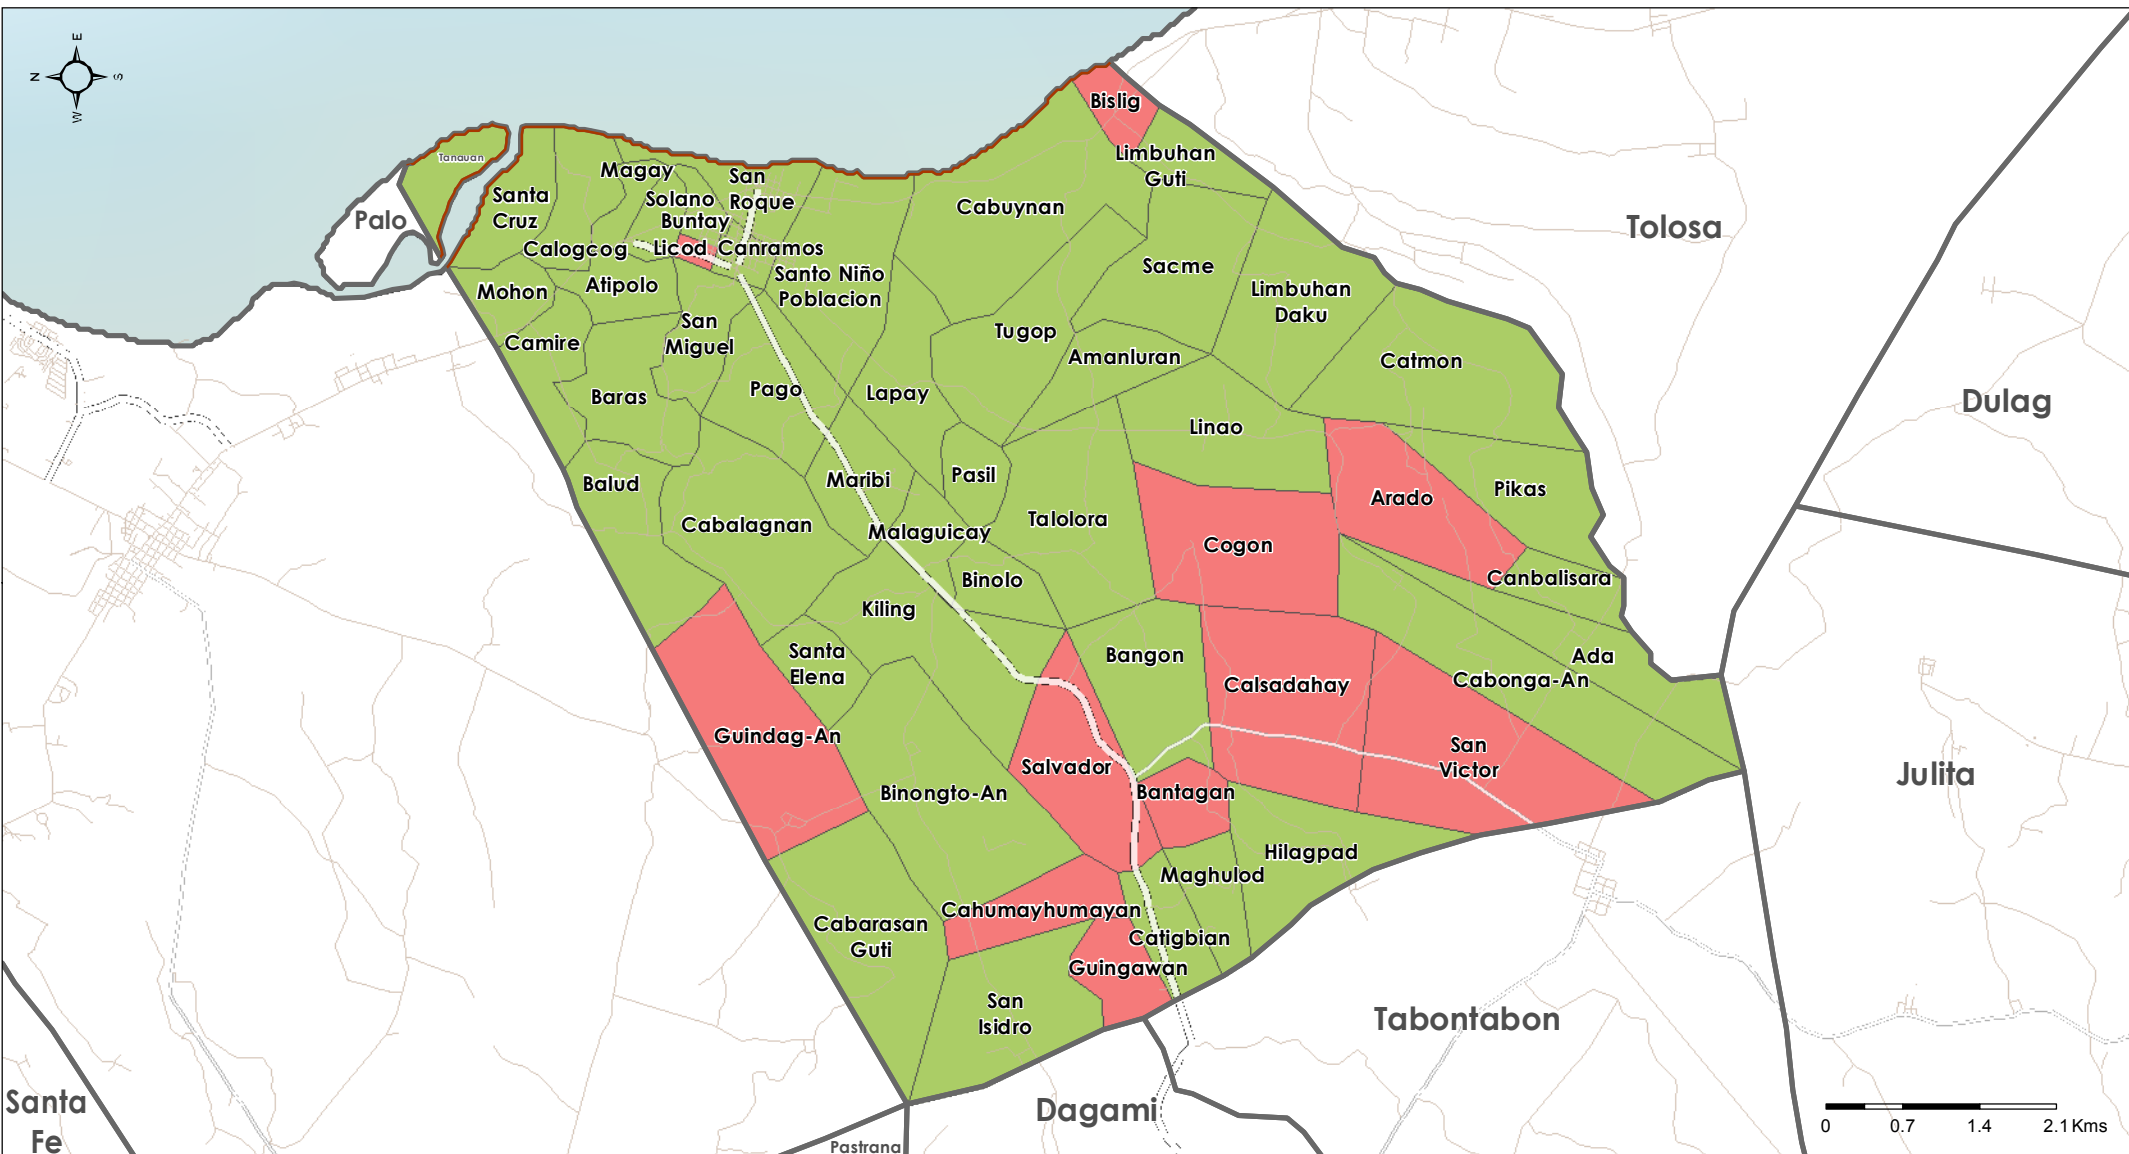 E
N
S
W
Bislig
Limbuhan
Guti
Tanauan
Magay
San
Roque
Santa
Cruz
Solano
Buntay
Palo
Cabuynan
Tolosa
Calogcog
Licod
Canramos
Sacme
Santo Niño
Poblacion
Mohon
Atipolo
Limbuhan
Daku
San
Miguel
Tugop
Camire
Amanluran
Catmon
Pago
Lapay
Baras
Dulag
Linao
Balud
Maribi
Pasil
Pikas
Arado
Cabalagnan
Malaguicay
Talolora
Cogon
Binolo
Canbalisara
Kiling
Santa
Elena
Bangon
Ada
Cabonga-An
Calsadahay
Guindag-An
San
Victor
Salvador
Julita
Binongto-An
Bantagan
Hilagpad
Maghulod
Cahumayhumayan
Cabarasan
Guti
Catigbian
Guingawan
San
Isidro
Tabontabon
Santa
Fe
Dagami
Pastrana
0 0.7 1.4 2.1 Kms